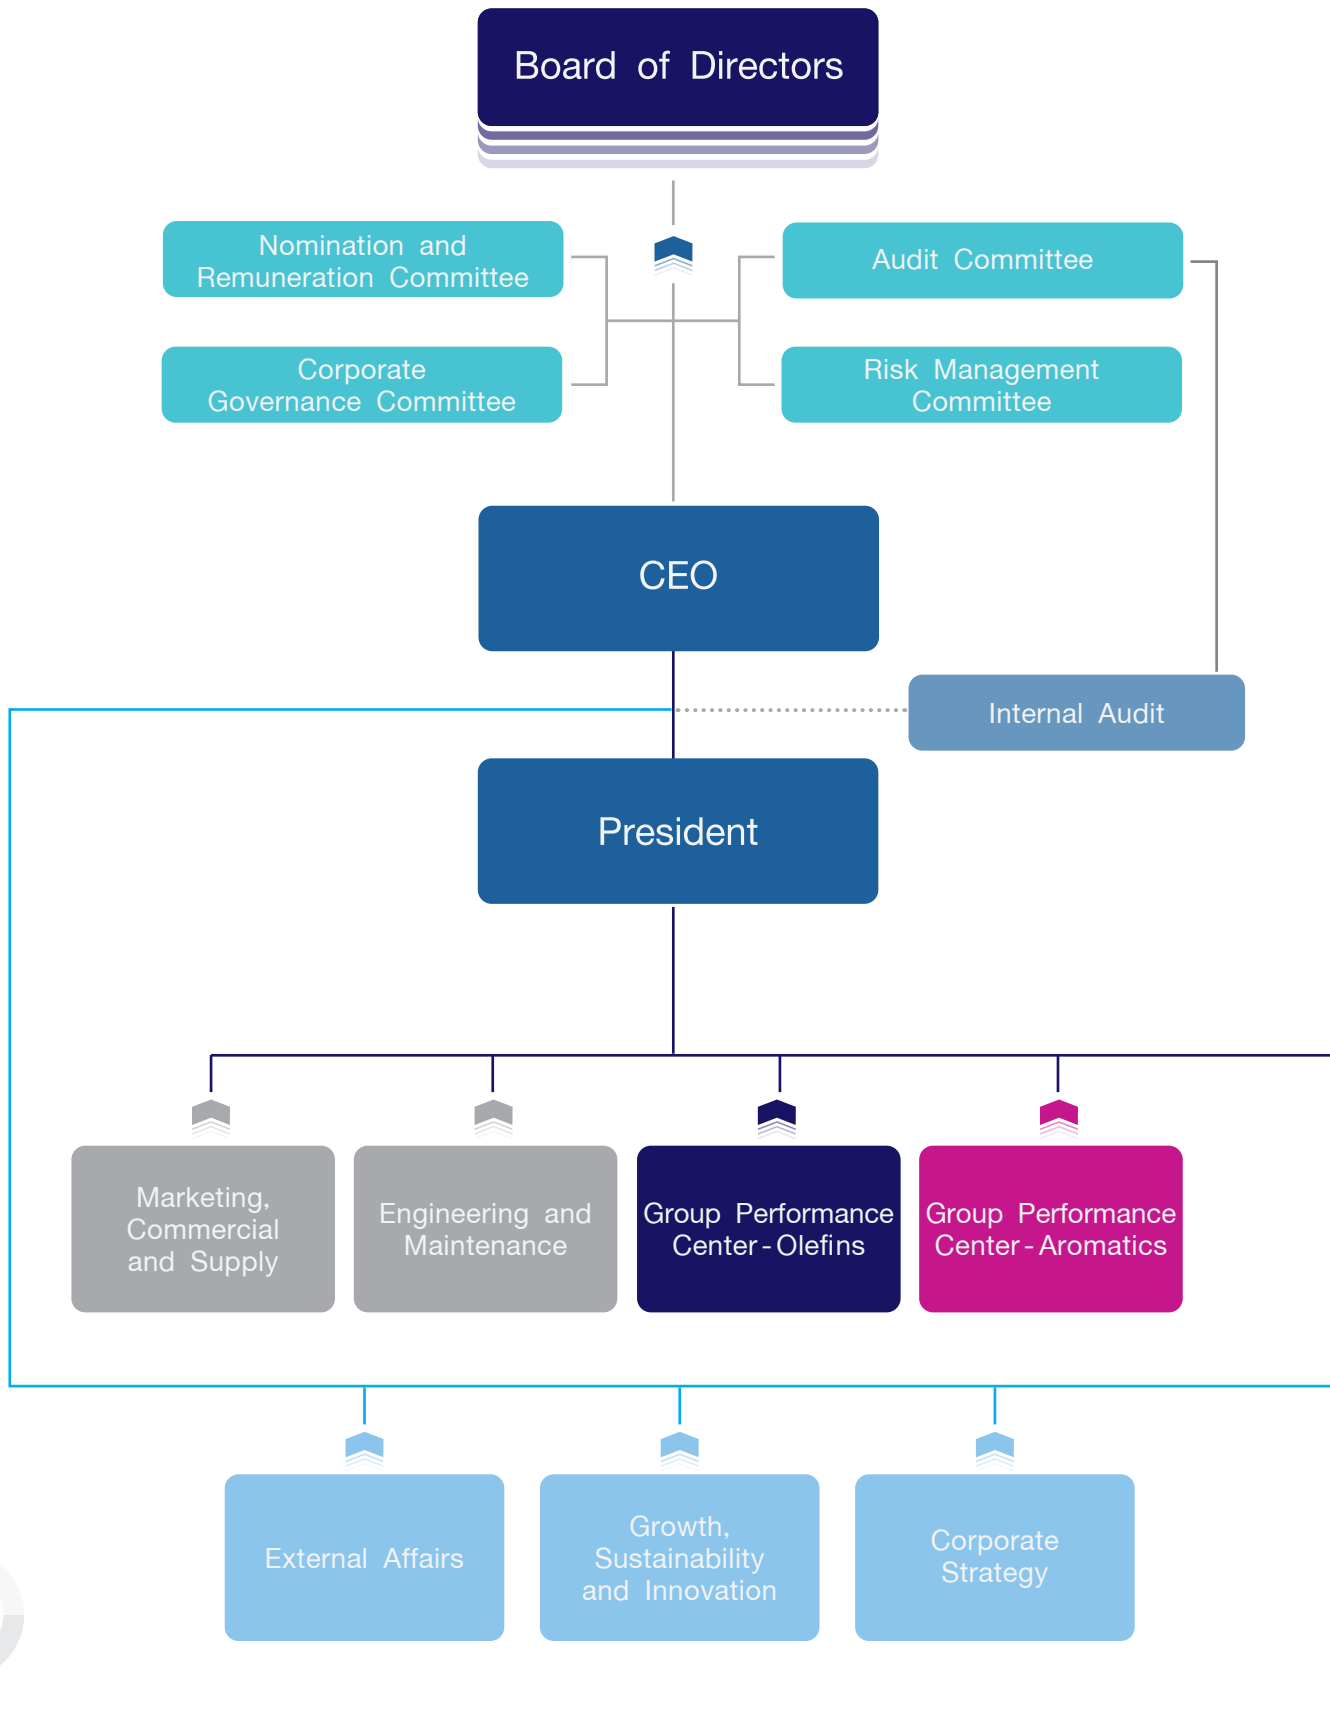 Board of Directors
Nomination and
Remuneration Committee
Audit Committee
Corporate
Governance Committee
Risk Management
Committee
CEO
Internal Audit
President
Marketing,
Commercial
and Supply
Engineering and
Maintenance
Group Performance
Center - Olefins
Group Performance
Center - Aromatics
External Affairs
Growth,
Sustainability
and Innovation
Corporate
Strategy